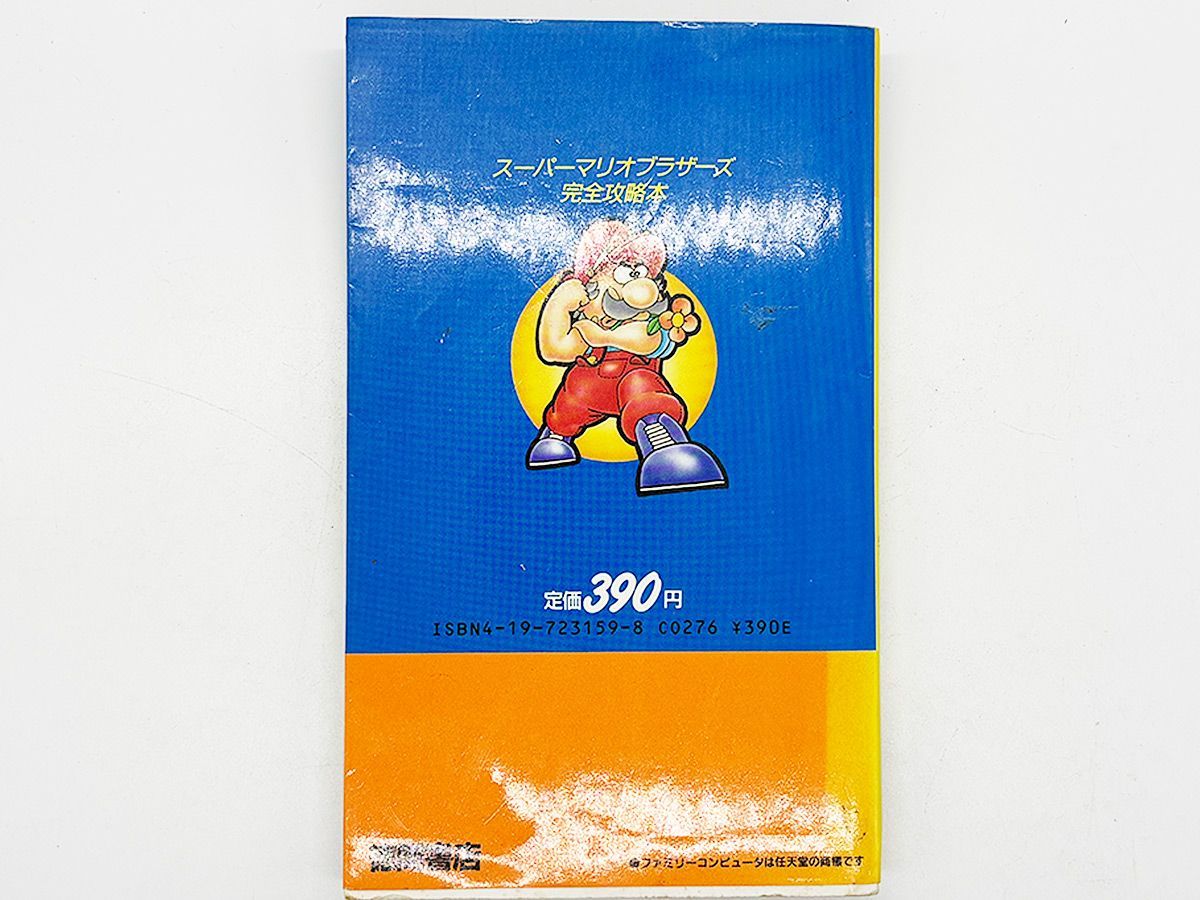 スーパーマリオブラザーズ
完全攻略本
定価390円
ISBN4-19-723159-8 C0276 ¥390E
書店
ファミリーコンピュータは任天堂の商標です